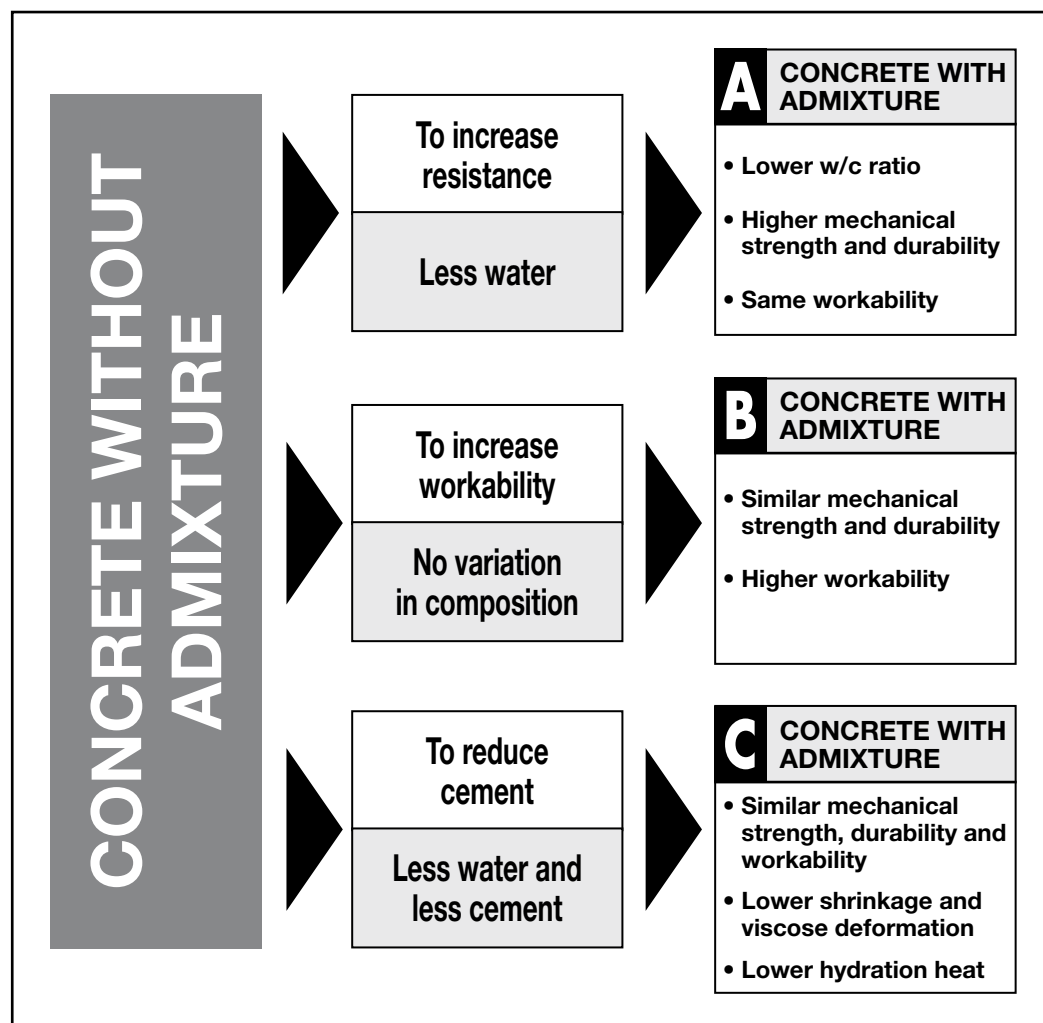 CONCRETE WITHOUT
ADMIXTURE
To increase
resistance
Less water
A
CONCRETE WITH
ADMIXTURE
• Lower w/c ratio
• Higher mechanical
strength and durability
• Same workability
To increase
workability
No variation
in composition
B
CONCRETE WITH
ADMIXTURE
• Similar mechanical
strength and durability
• Higher workability
To reduce
cement
Less water and
less cement
C
CONCRETE WITH
ADMIXTURE
• Similar mechanical
strength, durability and
workability
• Lower shrinkage and
viscose deformation
• Lower hydration heat